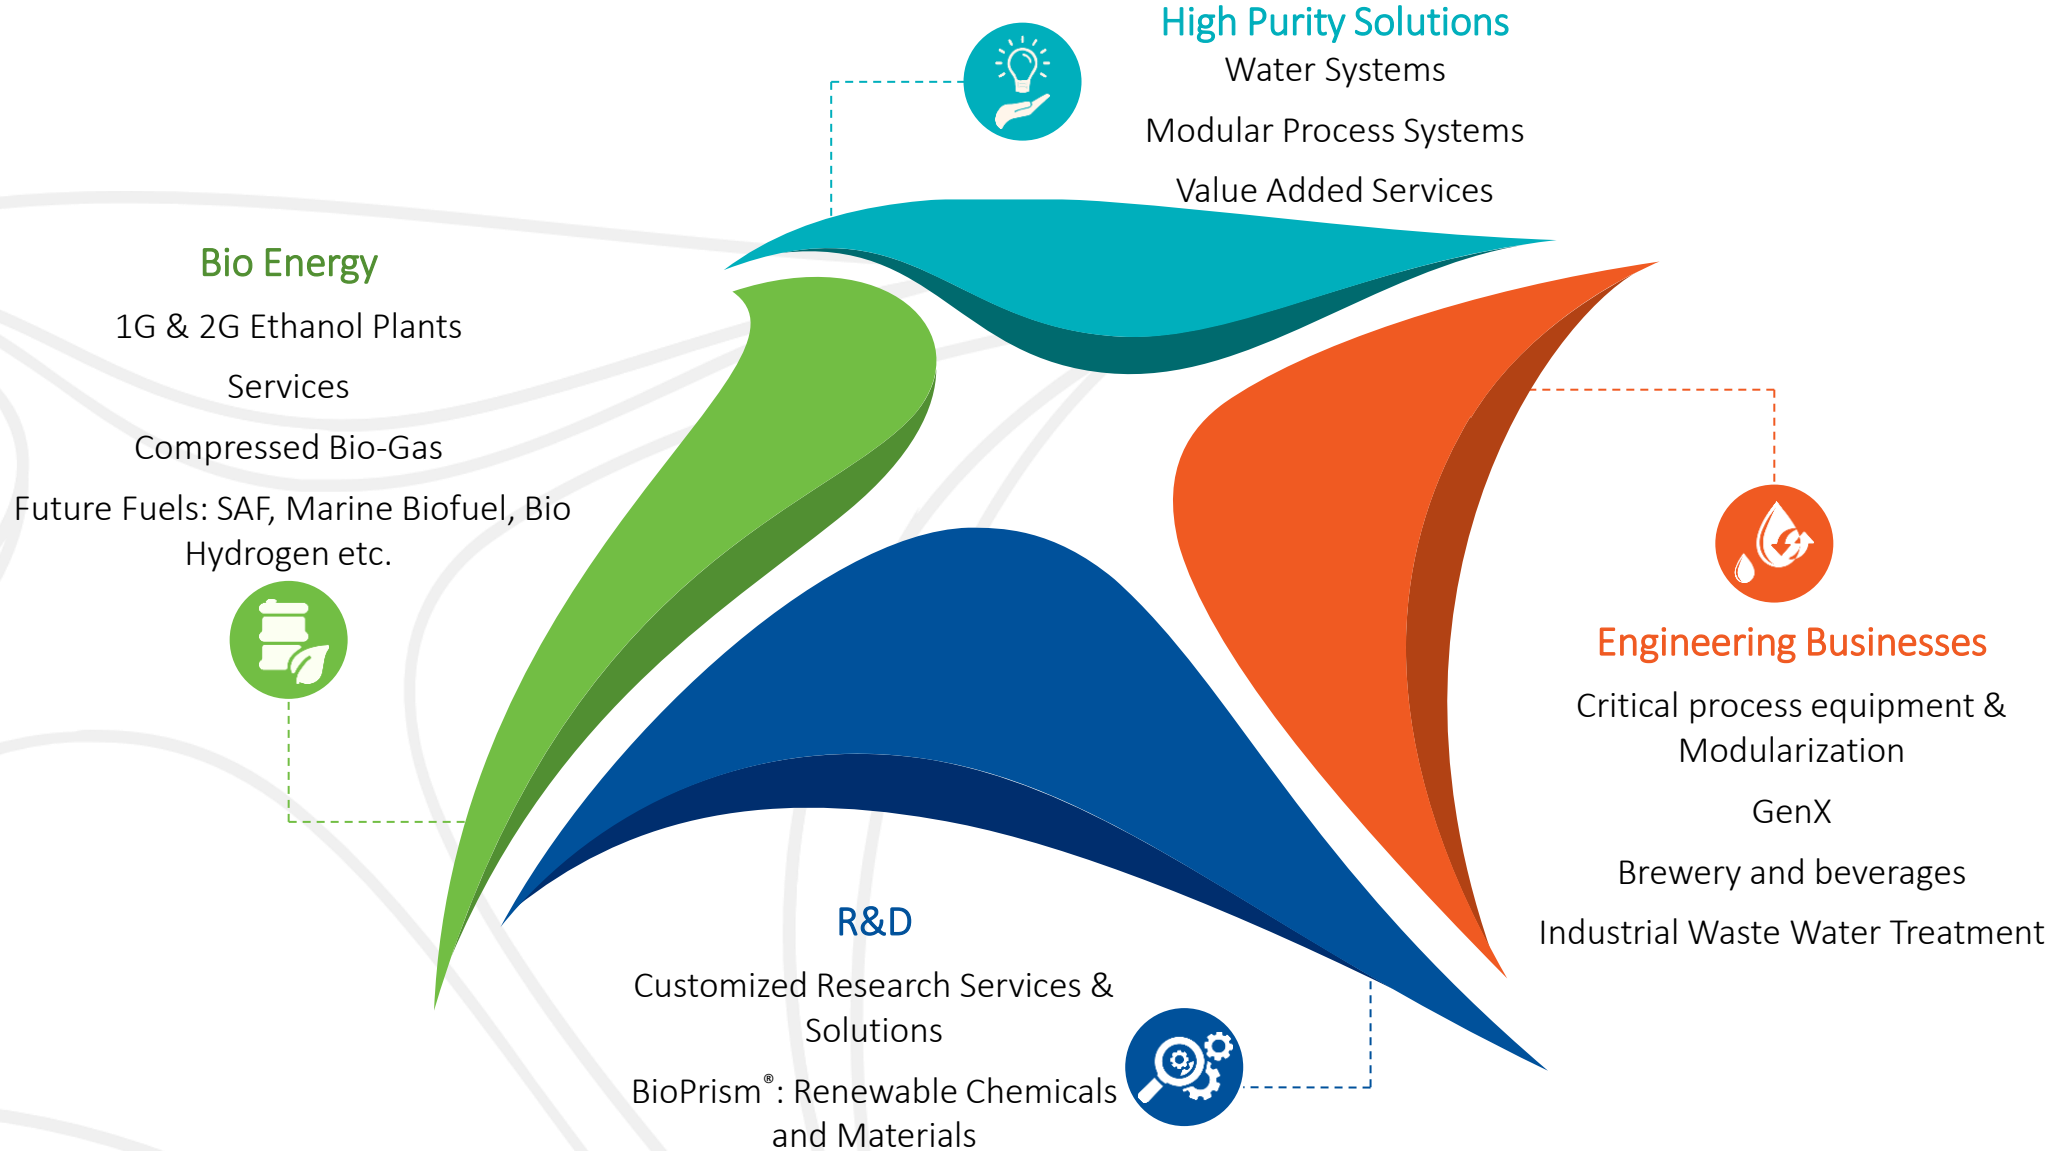 High Purity Solutions
Water Systems
Modular Process Systems
Value Added Services
Bio Energy
1G & 2G Ethanol Plants
Services
Compressed Bio-Gas
Future Fuels: SAF, Marine Biofuel, Bio
Hydrogen etc.
Engineering Businesses
Critical process equipment &
Modularization
GenX
Brewery and beverages
Industrial Waste Water Treatment
R&D
Customized Research Services &
Solutions
BioPrism®: Renewable Chemicals
and Materials